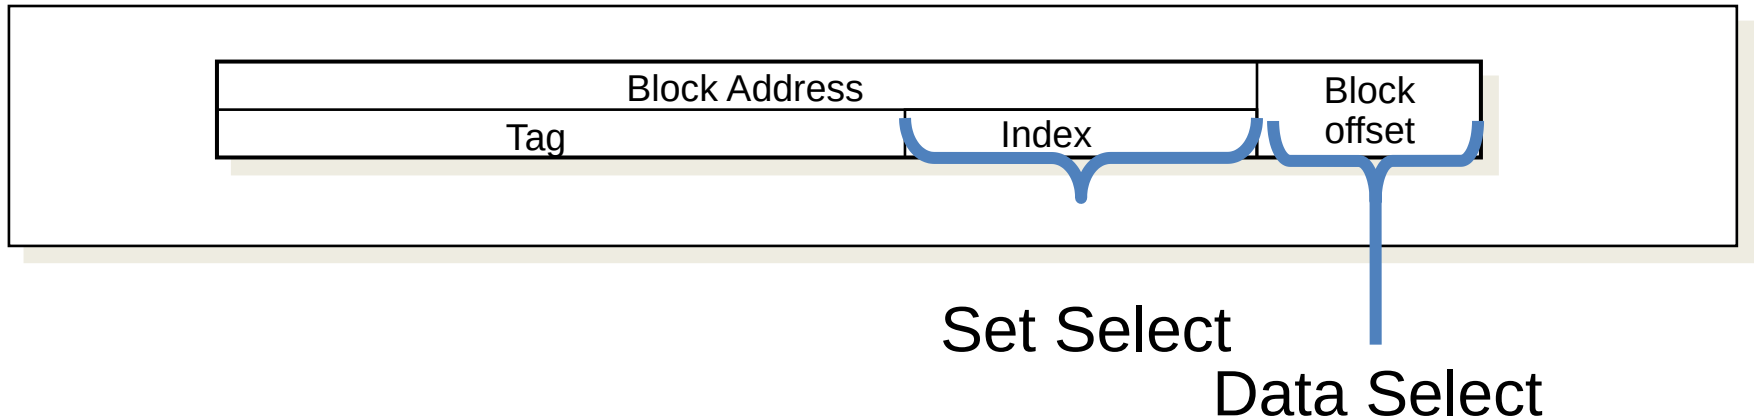 Block Address
Block
offset
Tag
Index
Set Select
Data Select